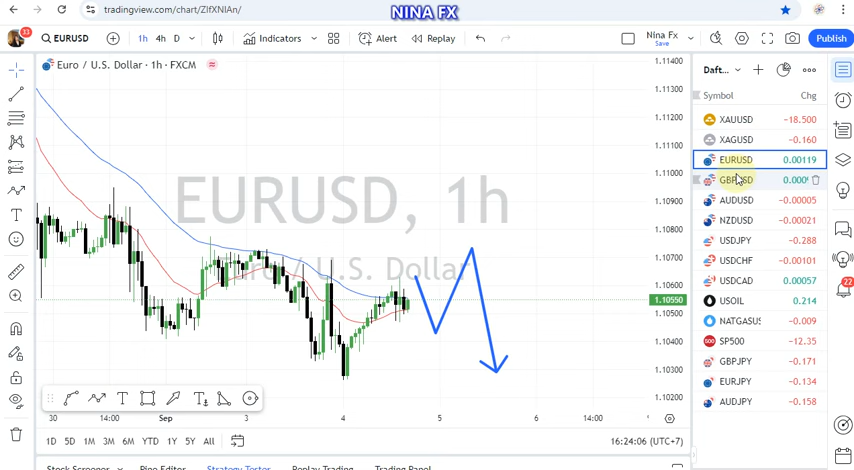 NINA FX
tradingview.com/chart/ZlfXNIAn/
33
EURUSD 1h 4h D Indicators Alert Replay Nina Fx Save Publish
Euro / U.S. Dollar · 1h · FXCM
EURUSD, 1h
1.11400
1.11300
1.11200
1.11100
1.11000
1.10900
1.10800
1.10700
1.10600
1.10550
1.10500
1.10400
1.10300
1.10200
30 14:00 Sep 3 4 5 6 14:00
1D 5D 1M 3M 6M YTD 1Y 5Y All
16:24:06 (UTC+7)
Stock Screener Pine Editor Strategy Tester Replay Trading Trading Panel
Daft...
Symbol Chg
XAUUSD −18.500
XAGUSD −0.160
EURUSD 0.00119
AUDUSD −0.00005
NZDUSD −0.00021
USDJPY −0.288
USDCHF −0.00101
USDCAD 0.00057
USOIL 0.214
NATGASUS −0.009
SP500 −12.35
GBPJPY −0.171
EURJPY −0.134
AUDJPY −0.158
22